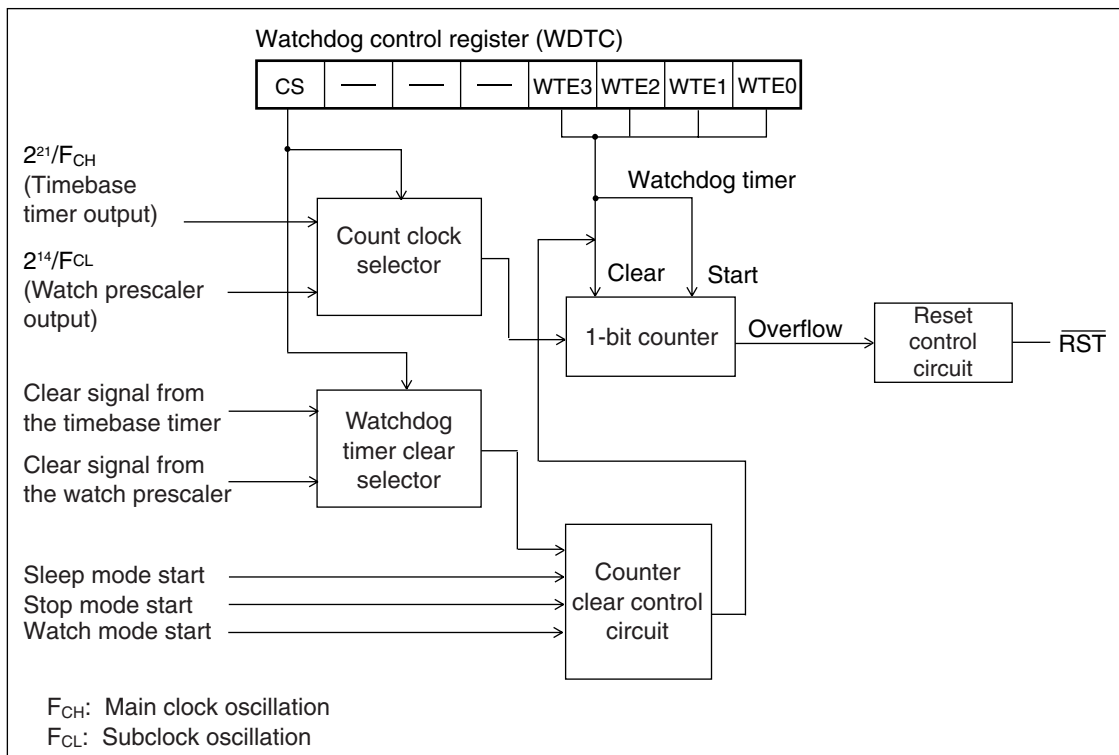 Watchdog control register (WDTC)
CS — — — WTE3 WTE2 WTE1 WTE0
2²¹/FCH
(Timebase
timer output)
2¹⁴/FCL
(Watch prescaler
output)
Count clock
selector
Watchdog timer
Clear
Start
1-bit counter
Overflow
Reset
control
circuit
RST
Clear signal from
the timebase timer
Clear signal from
the watch prescaler
Watchdog
timer clear
selector
Sleep mode start
Stop mode start
Watch mode start
Counter
clear control
circuit
FCH: Main clock oscillation
FCL: Subclock oscillation